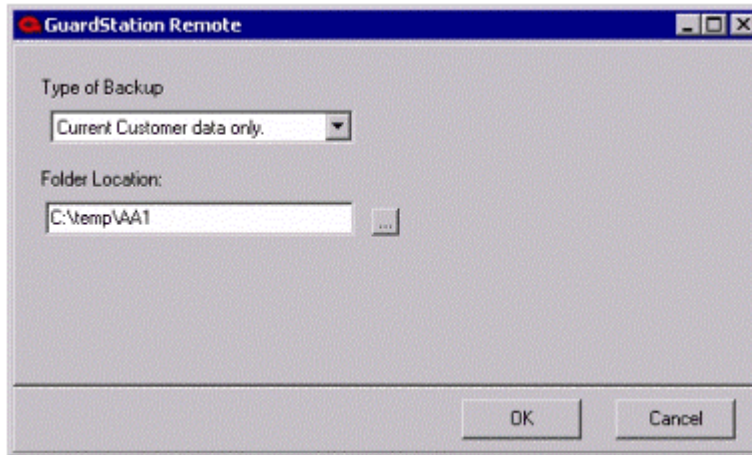 GuardStation Remote
Type of Backup
Current Customer data only.
Folder Location:
C:\temp\AA1
...
OK
Cancel